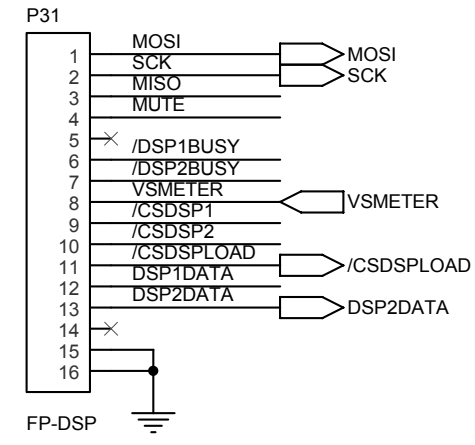 P31
1 MOSI MOSI
2 SCK SCK
3 MISO
4 MUTE
5
6 /DSP1BUSY
7 /DSP2BUSY
8 VSMETER VSMETER
9 /CSDSP1
10 /CSDSP2
11 /CSDSPLOAD /CSDSPLOAD
12 DSP1DATA
13 DSP2DATA DSP2DATA
14
15
16
FP-DSP